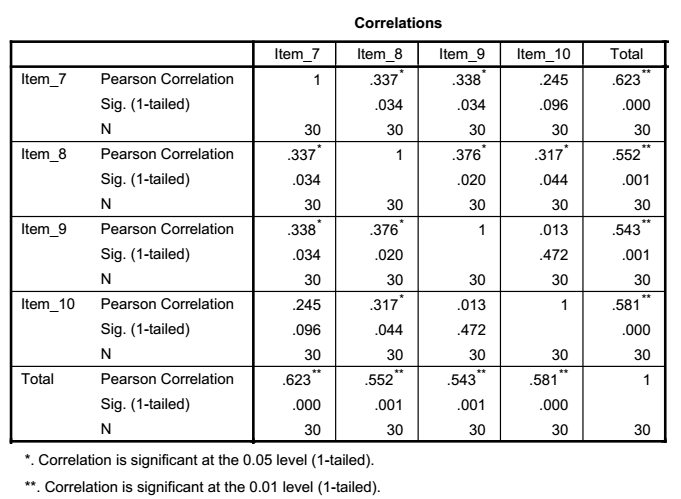 Correlations
Item_7 Item_8 Item_9 Item_10 Total
Item_7 Pearson Correlation 1 .337* .338* .245 .623**
Sig. (1-tailed) .034 .034 .096 .000
N 30 30 30 30 30
Item_8 Pearson Correlation .337* 1 .376* .317* .552**
Sig. (1-tailed) .034 .020 .044 .001
N 30 30 30 30 30
Item_9 Pearson Correlation .338* .376* 1 .013 .543**
Sig. (1-tailed) .034 .020 .472 .001
N 30 30 30 30 30
Item_10 Pearson Correlation .245 .317* .013 1 .581**
Sig. (1-tailed) .096 .044 .472 .000
N 30 30 30 30 30
Total Pearson Correlation .623** .552** .543** .581** 1
Sig. (1-tailed) .000 .001 .001 .000
N 30 30 30 30 30
*. Correlation is significant at the 0.05 level (1-tailed).
**. Correlation is significant at the 0.01 level (1-tailed).